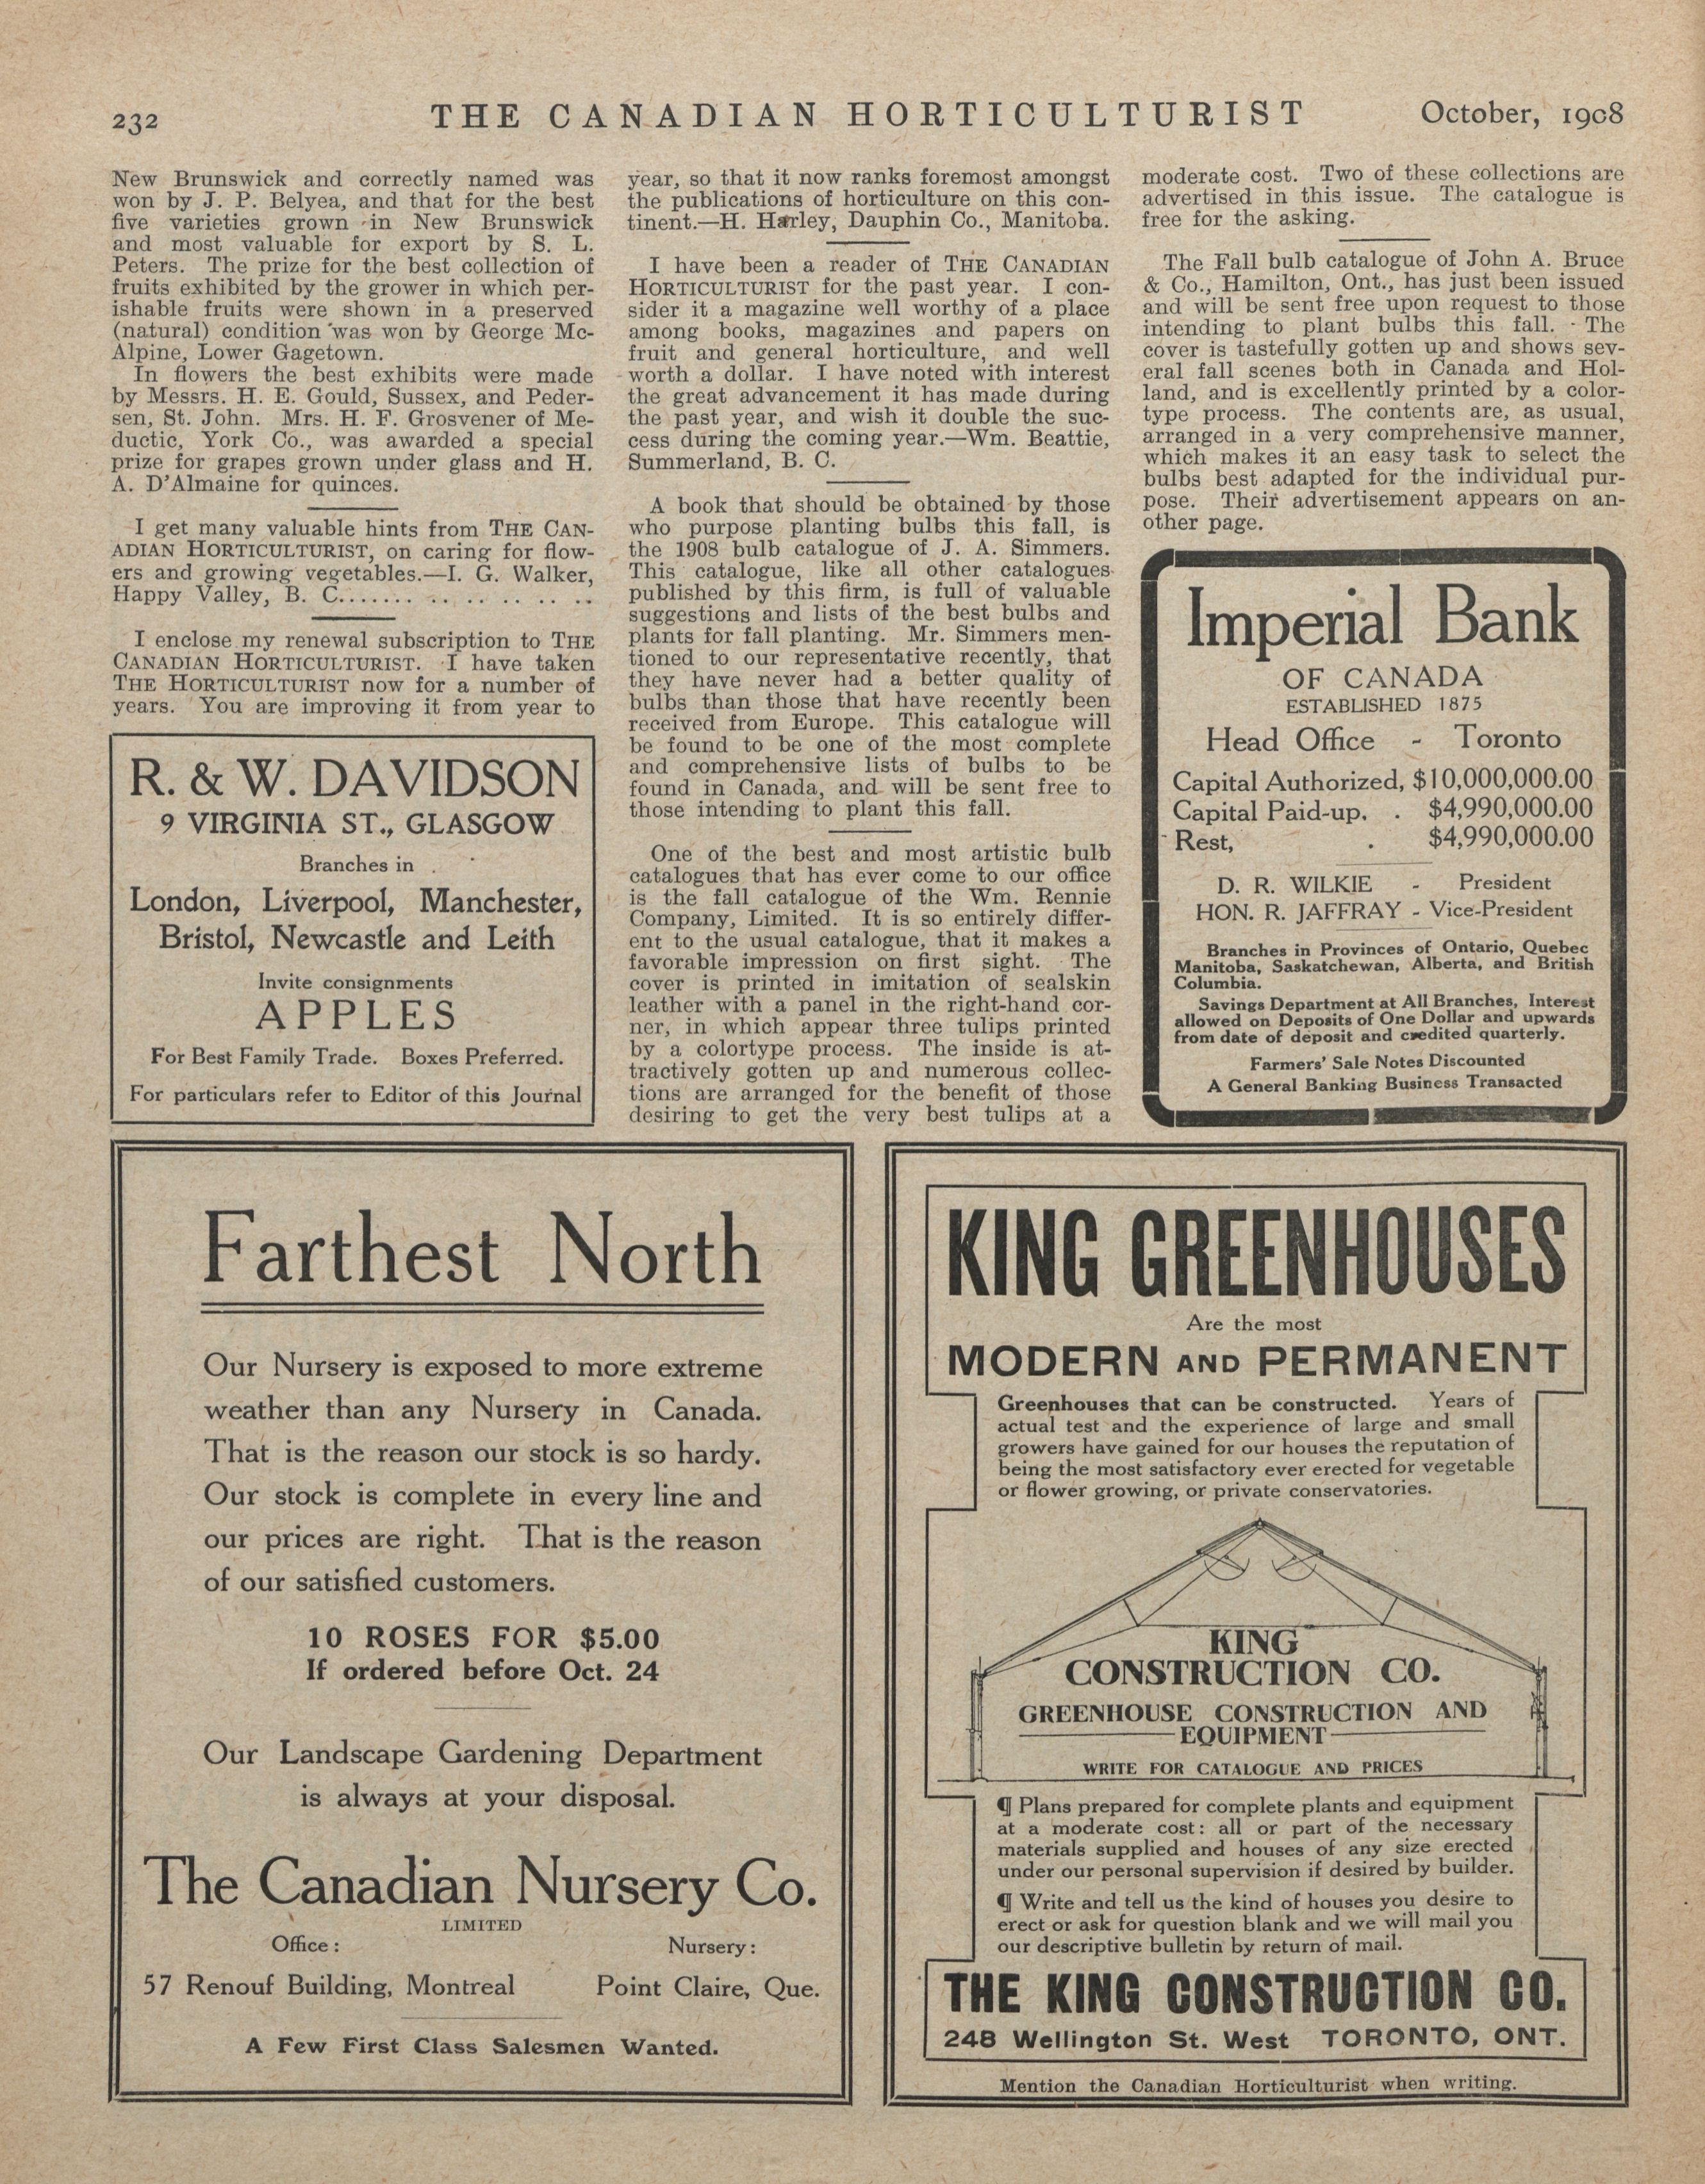 232
THE CANADIAN HORTICULTURIST
October, 1908
New Brunswick and correctly named was
won by J. P. Belyea, and that for the best
five varieties grown in New Brunswick
and most valuable for export by S. L.
Peters. The prize for the best collection of
fruits exhibited by the grower in which per-
ishable fruits were shown in a preserved
(natural) condition was won by George Mc-
Alpine, Lower Gagetown.
In flowers the best exhibits were made
by Messrs. H. E. Gould, Sussex, and Peder-
sen, St. John. Mrs. H. F. Grosvener of Me-
ductic, York Co., was awarded a special
prize for grapes grown under glass and H.
A. D'Almaine for quinces.
I get many valuable hints from THE CAN-
ADIAN HORTICULTURIST, on caring for flow-
ers and growing vegetables.—I. G. Walker,
Happy Valley, B. C....... .. .. .. .. .. ..
I enclose my renewal subscription to THE
CANADIAN HORTICULTURIST. I have taken
THE HORTICULTURIST now for a number of
years. You are improving it from year to
R. & W. DAVIDSON
9 VIRGINIA ST., GLASGOW
Branches in
London, Liverpool, Manchester,
Bristol, Newcastle and Leith
Invite consignments
APPLES
For Best Family Trade. Boxes Preferred.
For particulars refer to Editor of this Journal
year, so that it now ranks foremost amongst
the publications of horticulture on this con-
tinent.—H. Harley, Dauphin Co., Manitoba.
I have been a reader of THE CANADIAN
HORTICULTURIST for the past year. I con-
sider it a magazine well worthy of a place
among books, magazines and papers on
fruit and general horticulture, and well
worth a dollar. I have noted with interest
the great advancement it has made during
the past year, and wish it double the suc-
cess during the coming year.—Wm. Beattie,
Summerland, B. C.
A book that should be obtained by those
who purpose planting bulbs this fall, is
the 1908 bulb catalogue of J. A. Simmers.
This catalogue, like all other catalogues
published by this firm, is full of valuable
suggestions and lists of the best bulbs and
plants for fall planting. Mr. Simmers men-
tioned to our representative recently, that
they have never had a better quality of
bulbs than those that have recently been
received from Europe. This catalogue will
be found to be one of the most complete
and comprehensive lists of bulbs to be
found in Canada, and will be sent free to
those intending to plant this fall.
One of the best and most artistic bulb
catalogues that has ever come to our office
is the fall catalogue of the Wm. Rennie
Company, Limited. It is so entirely differ-
ent to the usual catalogue, that it makes a
favorable impression on first sight. The
cover is printed in imitation of sealskin
leather with a panel in the right-hand cor-
ner, in which appear three tulips printed
by a colortype process. The inside is at-
tractively gotten up and numerous collec-
tions are arranged for the benefit of those
desiring to get the very best tulips at a
moderate cost. Two of these collections are
advertised in this issue. The catalogue is
free for the asking.
The Fall bulb catalogue of John A. Bruce
& Co., Hamilton, Ont., has just been issued
and will be sent free upon request to those
intending to plant bulbs this fall. The
cover is tastefully gotten up and shows sev-
eral fall scenes both in Canada and Hol-
land, and is excellently printed by a color-
type process. The contents are, as usual,
arranged in a very comprehensive manner,
which makes it an easy task to select the
bulbs best adapted for the individual pur-
pose. Their advertisement appears on an-
other page.
Imperial Bank
OF CANADA
ESTABLISHED 1875
Head Office - Toronto
Capital Authorized, $10,000,000.00
Capital Paid-up, . $4,990,000.00
Rest, . $4,990,000.00
D. R. WILKIE - President
HON. R. JAFFRAY - Vice-President
Branches in Provinces of Ontario, Quebec
Manitoba, Saskatchewan, Alberta, and British
Columbia.
Savings Department at All Branches, Interest
allowed on Deposits of One Dollar and upwards
from date of deposit and credited quarterly.
Farmers' Sale Notes Discounted
A General Banking Business Transacted
Farthest North
Our Nursery is exposed to more extreme
weather than any Nursery in Canada.
That is the reason our stock is so hardy.
Our stock is complete in every line and
our prices are right. That is the reason
of our satisfied customers.
10 ROSES FOR $5.00
If ordered before Oct. 24
Our Landscape Gardening Department
is always at your disposal.
The Canadian Nursery Co.
LIMITED
Office: Nursery:
57 Renouf Building, Montreal Point Claire, Que.
A Few First Class Salesmen Wanted.
KING GREENHOUSES
Are the most
MODERN AND PERMANENT
Greenhouses that can be constructed. Years of
actual test and the experience of large and small
growers have gained for our houses the reputation of
being the most satisfactory ever erected for vegetable
or flower growing, or private conservatories.
KING
CONSTRUCTION CO.
GREENHOUSE CONSTRUCTION AND
EQUIPMENT
WRITE FOR CATALOGUE AND PRICES
¶ Plans prepared for complete plants and equipment
at a moderate cost: all or part of the necessary
materials supplied and houses of any size erected
under our personal supervision if desired by builder.
¶ Write and tell us the kind of houses you desire to
erect or ask for question blank and we will mail you
our descriptive bulletin by return of mail.
THE KING CONSTRUCTION CO.
248 Wellington St. West TORONTO, ONT.
Mention the Canadian Horticulturist when writing.